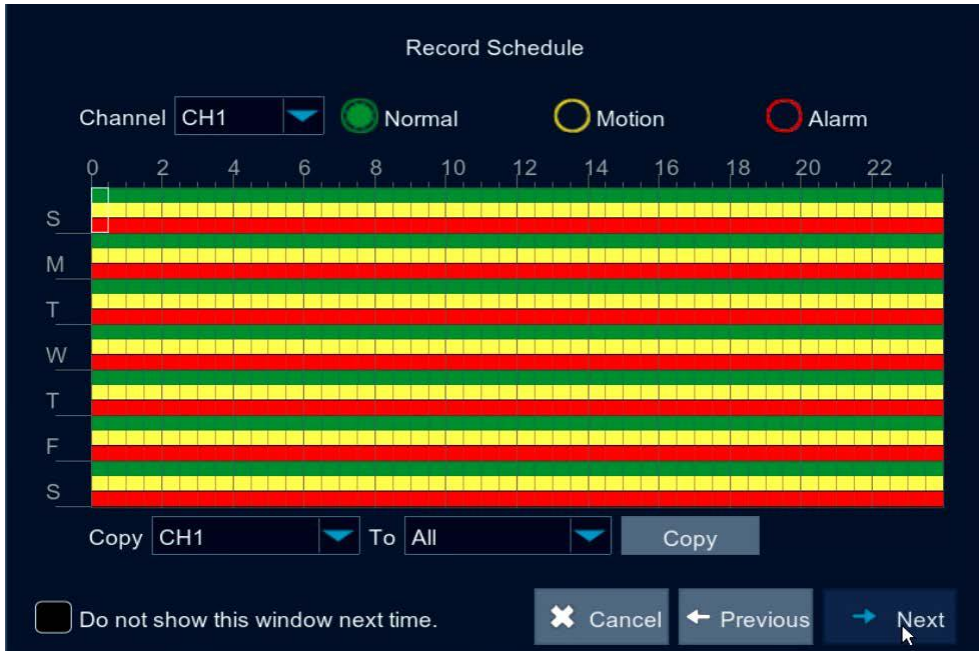 Record Schedule
Channel CH1 Normal Motion Alarm
0 2 4 6 8 10 12 14 16 18 20 22
S
M
T
W
T
F
S
Copy CH1 To All Copy
Do not show this window next time. Cancel Previous Next